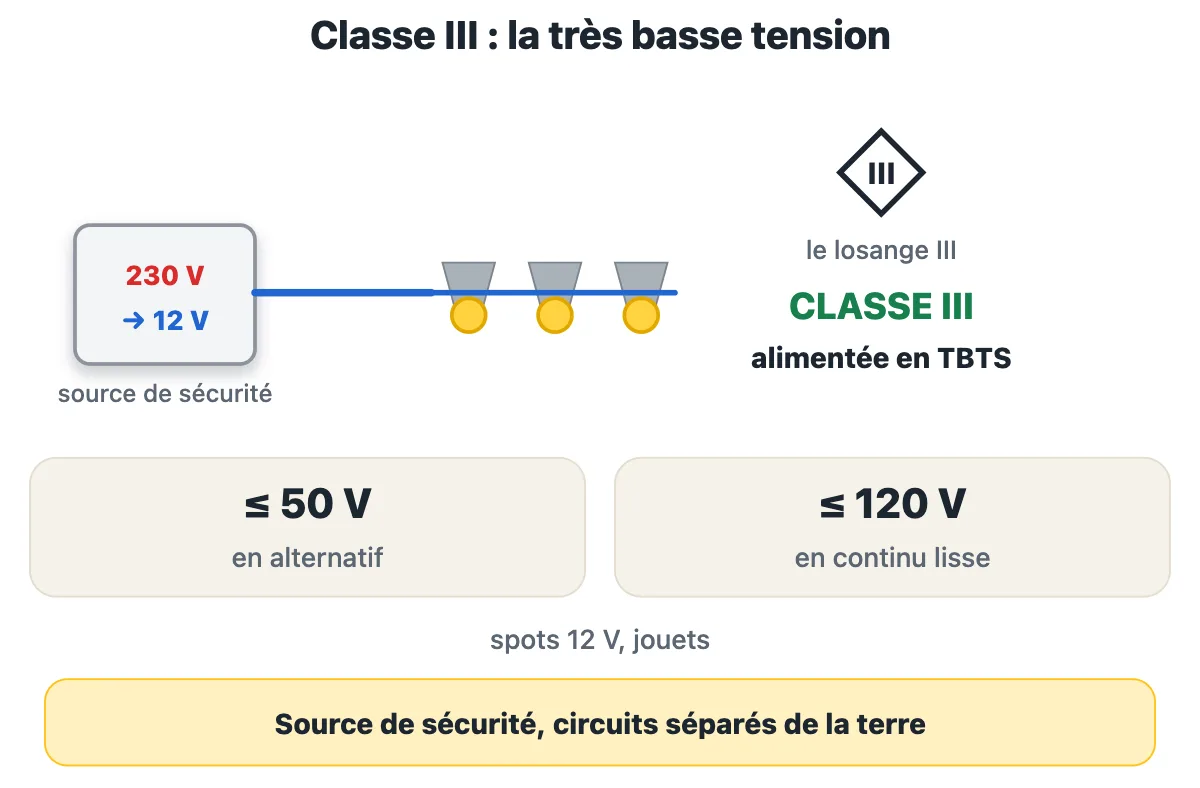 Classe III : la très basse tension
III
le losange III
CLASSE III
alimentée en TBTS
230 V
→ 12 V
source de sécurité
≤ 50 V
en alternatif
≤ 120 V
en continu lisse
spots 12 V, jouets
Source de sécurité, circuits séparés de la terre